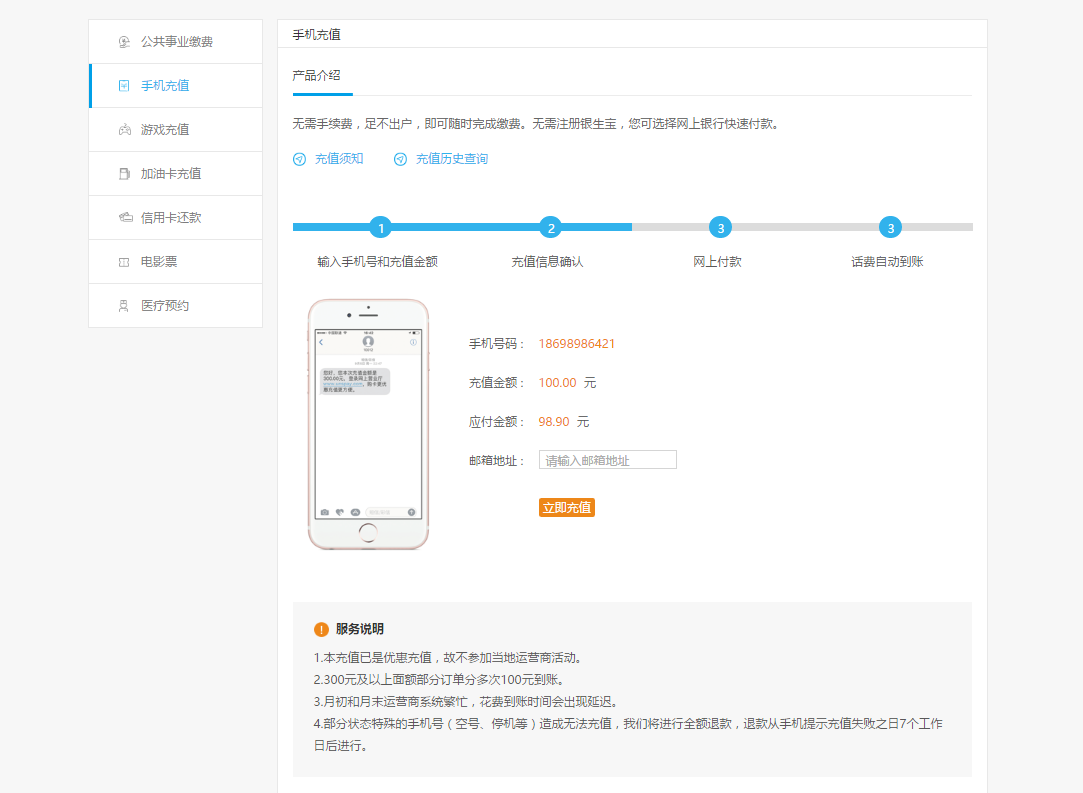 公共事业缴费
手机充值
游戏充值
加油卡充值
信用卡还款
电影票
医疗预约
手机充值
产品介绍
无需手续费，足不出户，即可随时完成缴费。无需注册银生宝，您可选择网上银行快速付款。
充值须知 充值历史查询
1 2 3 3
输入手机号和充值金额 充值信息确认 网上付款 话费自动到账
手机号码： 18698986421
充值金额： 100.00 元
应付金额： 98.90 元
邮箱地址： 请输入邮箱地址
立即充值
服务说明
1.本充值已是优惠充值，故不参加当地运营商活动。
2.300元及以上面额部分订单分多次100元到账。
3.月初和月末运营商系统繁忙，花费到账时间会出现延迟。
4.部分状态特殊的手机号（空号、停机等）造成无法充值，我们将进行全额退款，退款从手机提示充值失败之日7个工作
日后进行。